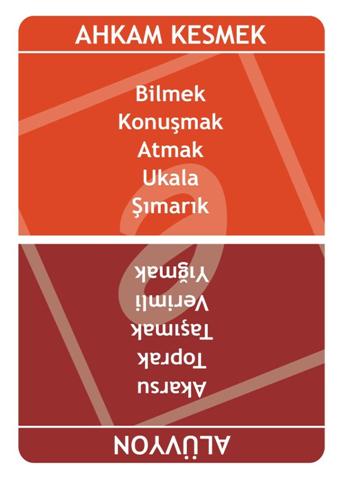 AHKAM KESMEK
Bilmek
Konuşmak
Atmak
Ukala
Şımarık
ALÜVYON
Akarsu
Toprak
Taşımak
Verimli
Yığmak